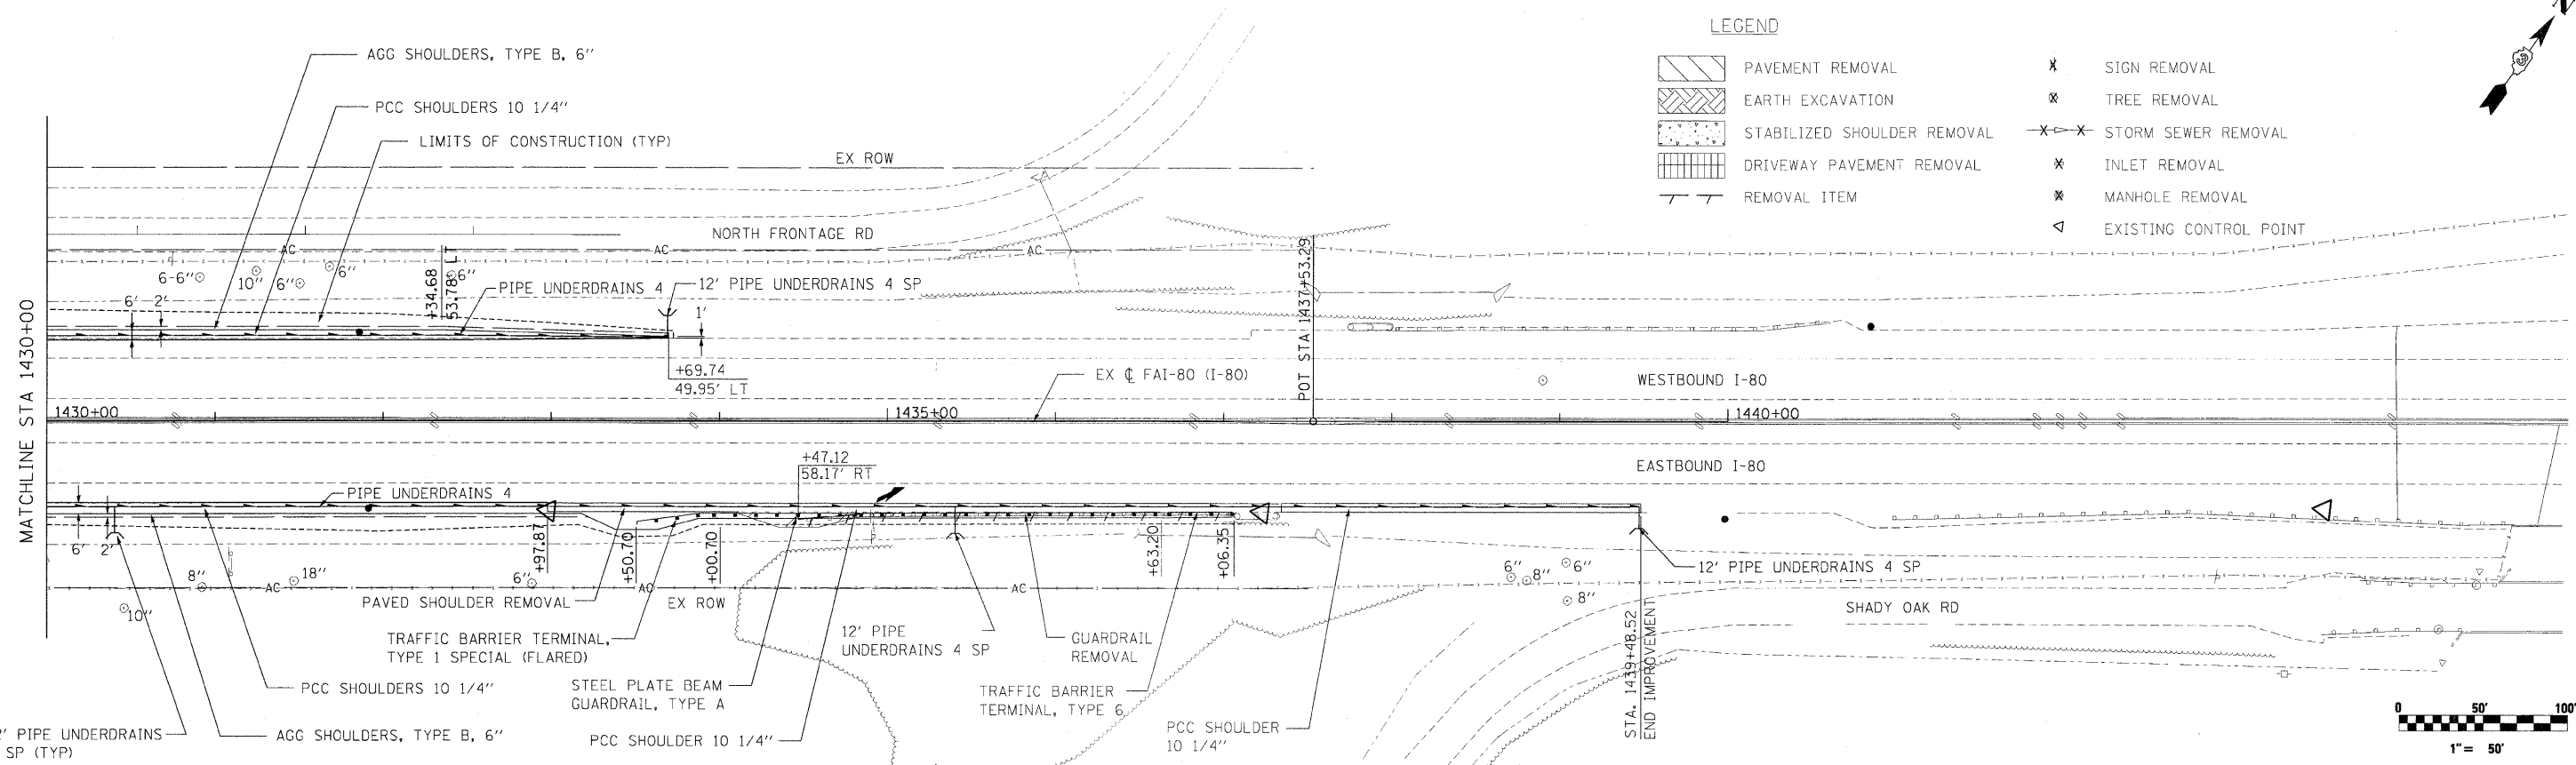 LEGEND
PAVEMENT REMOVAL
EARTH EXCAVATION
STABILIZED SHOULDER REMOVAL
DRIVEWAY PAVEMENT REMOVAL
REMOVAL ITEM
SIGN REMOVAL
TREE REMOVAL
STORM SEWER REMOVAL
INLET REMOVAL
MANHOLE REMOVAL
EXISTING CONTROL POINT
AGG SHOULDERS, TYPE B, 6"
PCC SHOULDERS 10 1/4"
LIMITS OF CONSTRUCTION (TYP)
EX ROW
NORTH FRONTAGE RD
AC
AC
AC
6-6"
10"
6"
6"
6"
+34.68
53.78' LT
PIPE UNDERDRAINS 4
12' PIPE UNDERDRAINS 4 SP
6'
2'
1'
+69.74
49.95' LT
MATCHLINE STA 1430+00
POT STA 1437+53.29
EX ℄ FAI-80 (I-80)
WESTBOUND I-80
1430+00
1435+00
1440+00
EASTBOUND I-80
+47.12
58.17' RT
PIPE UNDERDRAINS 4
6'
2'
+97.87
+50.70
+00.70
+63.20
+06.35
8"
18"
6"
10"
AC
AC
AC
EX ROW
6"
8"
6"
8"
PAVED SHOULDER REMOVAL
TRAFFIC BARRIER TERMINAL,
TYPE 1 SPECIAL (FLARED)
PCC SHOULDERS 10 1/4"
AGG SHOULDERS, TYPE B, 6"
' PIPE UNDERDRAINS
SP (TYP)
STEEL PLATE BEAM
GUARDRAIL, TYPE A
PCC SHOULDER 10 1/4"
12' PIPE
UNDERDRAINS 4 SP
GUARDRAIL
REMOVAL
TRAFFIC BARRIER
TERMINAL, TYPE 6
PCC SHOULDER
10 1/4"
12' PIPE UNDERDRAINS 4 SP
STA. 1439+48.52
END IMPROVEMENT
SHADY OAK RD
0 50' 100'
1"= 50'